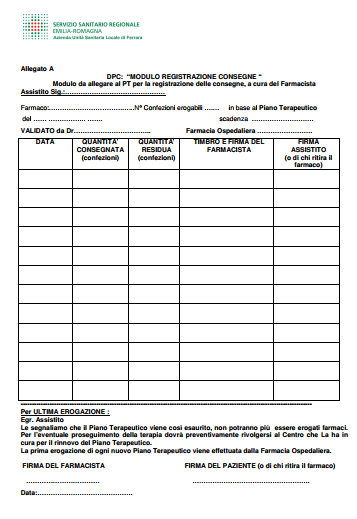 SERVIZIO SANITARIO REGIONALE
EMILIA-ROMAGNA
Azienda Unità Sanitaria Locale di Ferrara
Allegato A
DPC: "MODULO REGISTRAZIONE CONSEGNE "
Modulo da allegare al PT per la registrazione delle consegne, a cura del Farmacista
Assistito Sig.:..................................
Farmaco:..............................N° Confezioni erogabili ....... in base al Piano Terapeutico
del ...... .................. ....... scadenza ......................
VALIDATO da Dr............................ Farmacia Ospedaliera ....................
DATA QUANTITA' CONSEGNATA (confezioni) QUANTITA' RESIDUA (confezioni) TIMBRO E FIRMA DEL FARMACISTA FIRMA ASSISTITO (o di chi ritira il farmaco)
Per ULTIMA EROGAZIONE :
Egr. Assistito
Le segnaliamo che il Piano Terapeutico viene così esaurito, non potranno più essere erogati farmaci.
Per l'eventuale proseguimento della terapia dovrà preventivamente rivolgersi al Centro che La ha in
cura per il rinnovo del Piano Terapeutico.
La prima erogazione di ogni nuovo Piano Terapeutico viene effettuata dalla Farmacia Ospedaliera.
FIRMA DEL FARMACISTA FIRMA DEL PAZIENTE (o di chi ritira il farmaco)
........................... ...............................
Data:..................................